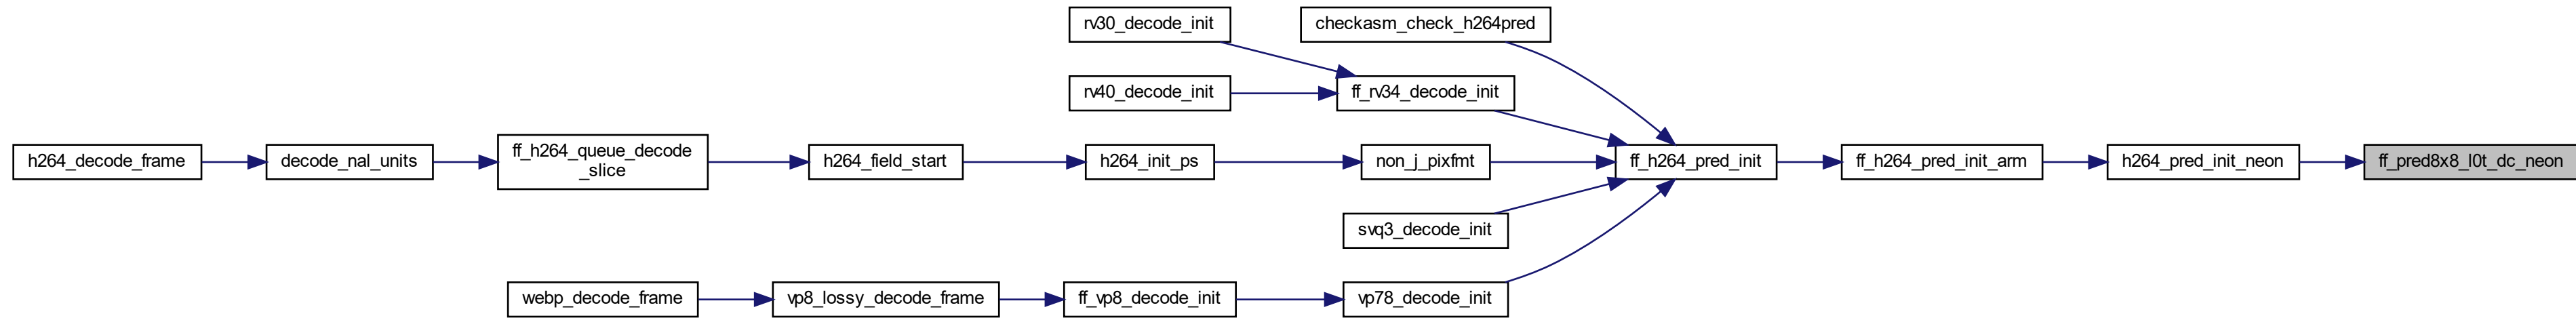 rv30_decode_init
checkasm_check_h264pred
rv40_decode_init
ff_rv34_decode_init
h264_decode_frame
decode_nal_units
ff_h264_queue_decode
_slice
h264_field_start
h264_init_ps
non_j_pixfmt
ff_h264_pred_init
ff_h264_pred_init_arm
h264_pred_init_neon
ff_pred8x8_l0t_dc_neon
svq3_decode_init
webp_decode_frame
vp8_lossy_decode_frame
ff_vp8_decode_init
vp78_decode_init